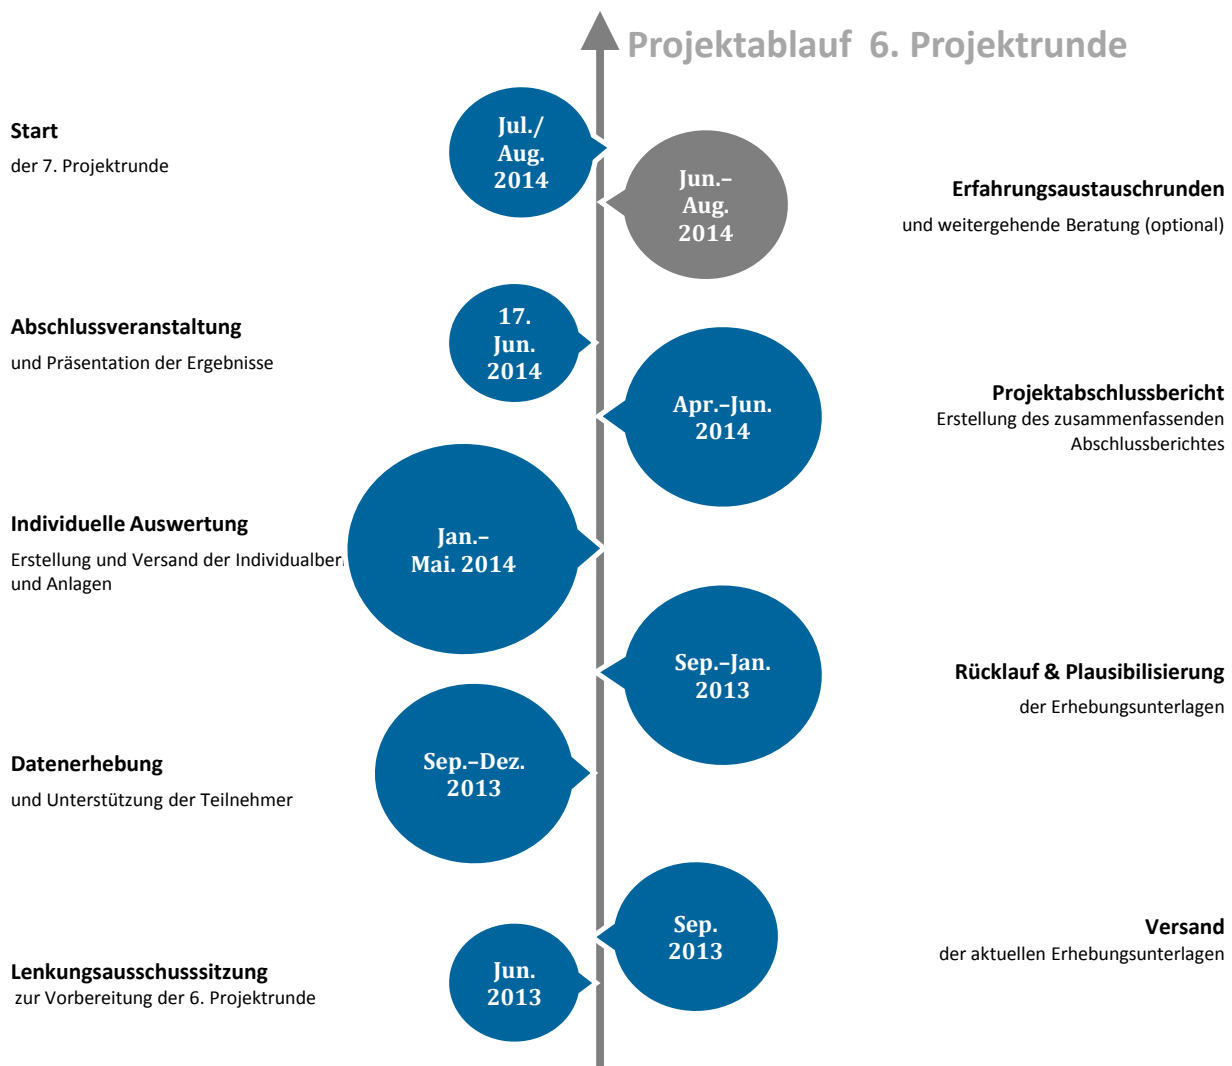 Projektablauf 6. Projektrunde
Start
der 7. Projektrunde
Jul./
Aug.
2014
Jun.–
Aug.
2014
Erfahrungsaustauschrunden
und weitergehende Beratung (optional)
Abschlussveranstaltung
und Präsentation der Ergebnisse
17.
Jun.
2014
Apr.–Jun.
2014
Projektabschlussbericht
Erstellung des zusammenfassenden
Abschlussberichtes
Individuelle Auswertung
Erstellung und Versand der Individualber
und Anlagen
Jan.–
Mai. 2014
Sep.–Jan.
2013
Rücklauf & Plausibilisierung
der Erhebungsunterlagen
Datenerhebung
und Unterstützung der Teilnehmer
Sep.–Dez.
2013
Sep.
2013
Versand
der aktuellen Erhebungsunterlagen
Lenkungsausschusssitzung
zur Vorbereitung der 6. Projektrunde
Jun.
2013